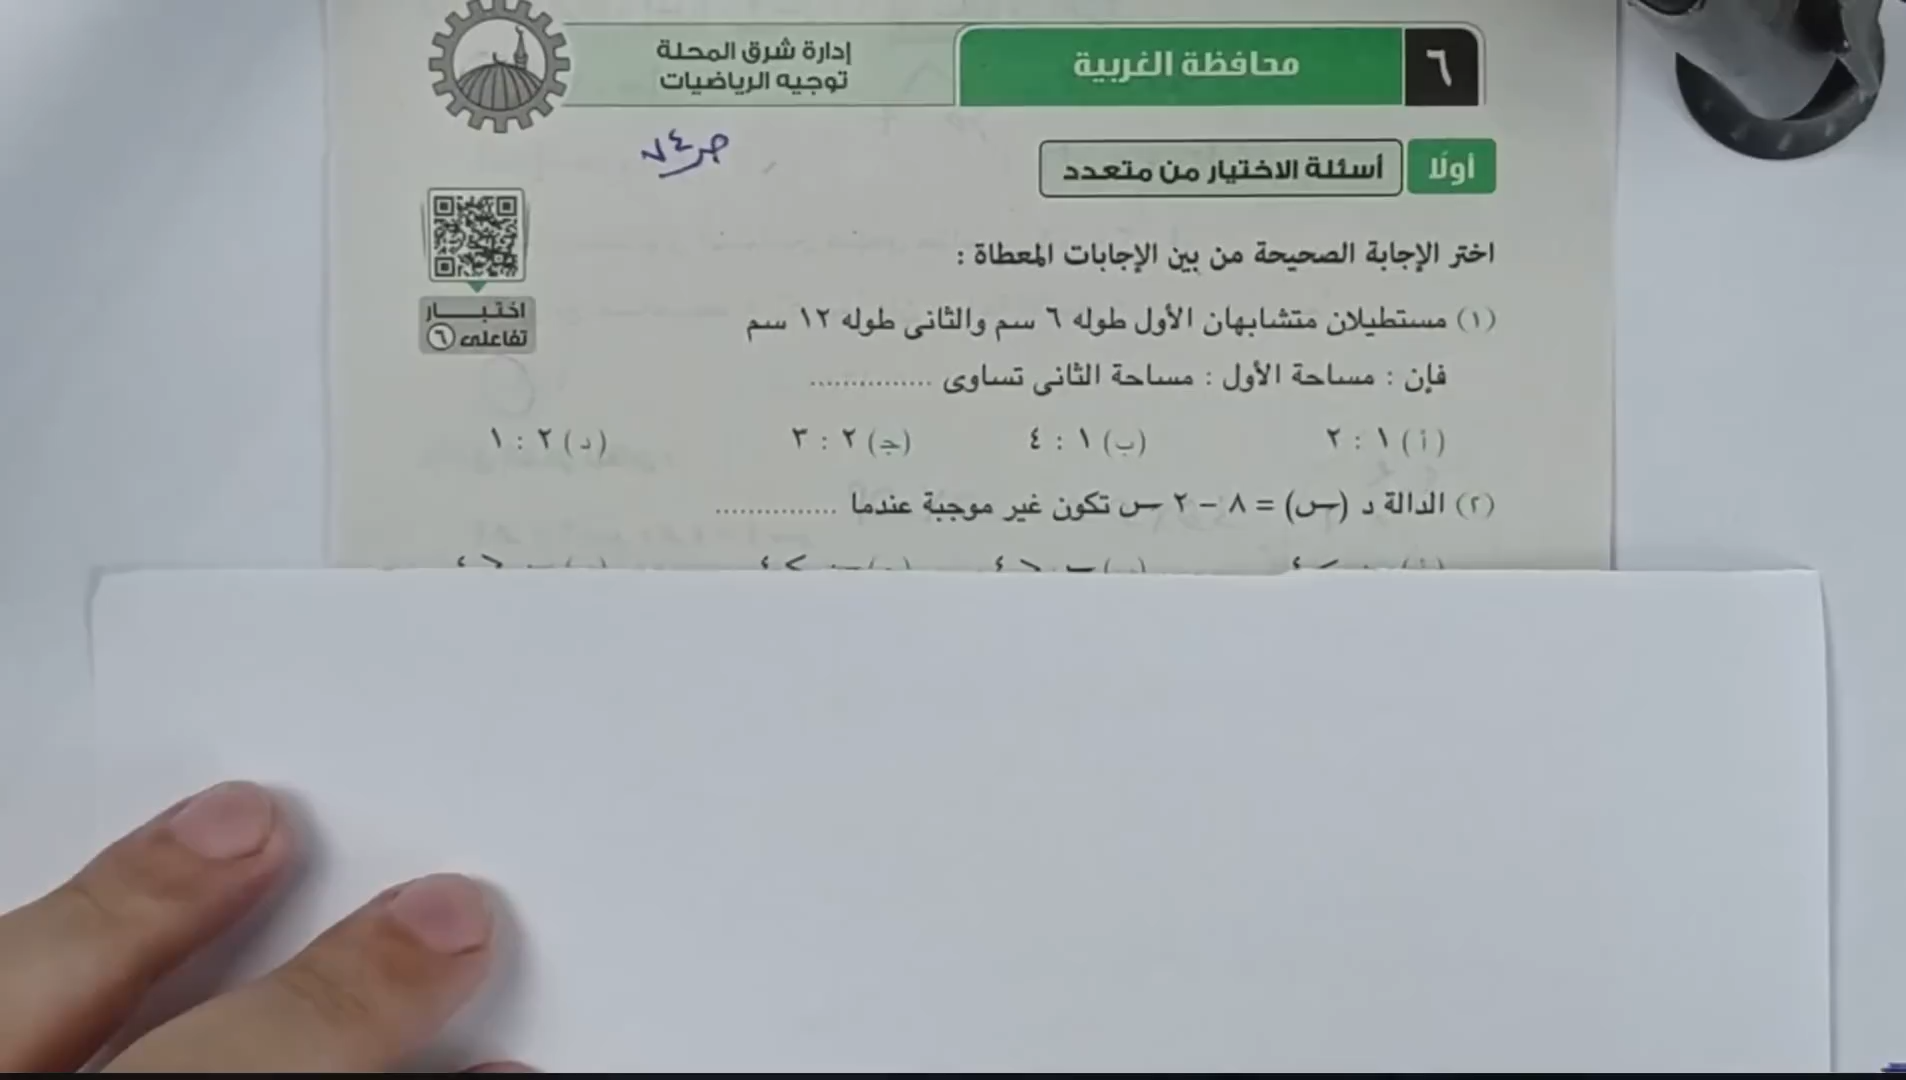 ٦
محافظة الغربية
إدارة شرق المحلة
توجيه الرياضيات
أولًا
أسئلة الاختيار من متعدد
اختر الإجابة الصحيحة من بين الإجابات المعطاة :
اختبار
تفاعلى ٦
(١) مستطيلان متشابهان الأول طوله ٦ سم والثانى طوله ١٢ سم
فإن : مساحة الأول : مساحة الثانى تساوى ..............
(أ) ١ : ٢ (ب) ١ : ٤ (ج) ٢ : ٣ (د) ٢ : ١
(٢) الدالة د (س) = ٨ – ٢ س تكون غير موجبة عندما ..............